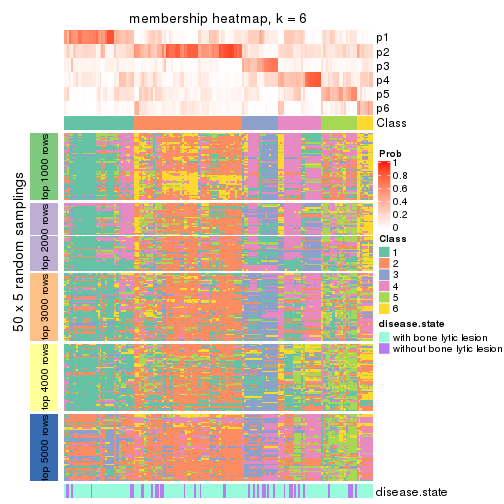 membership heatmap, k = 6
p1
p2
p3
p4
p5
p6
Class
50 x 5 random samplings
top 1000 rows
top 2000 rows
top 3000 rows
top 4000 rows
top 5000 rows
Prob
1
0.8
0.6
0.4
0.2
0
Class
1
2
3
4
5
6
disease.state
with bone lytic lesion
without bone lytic lesion
disease.state